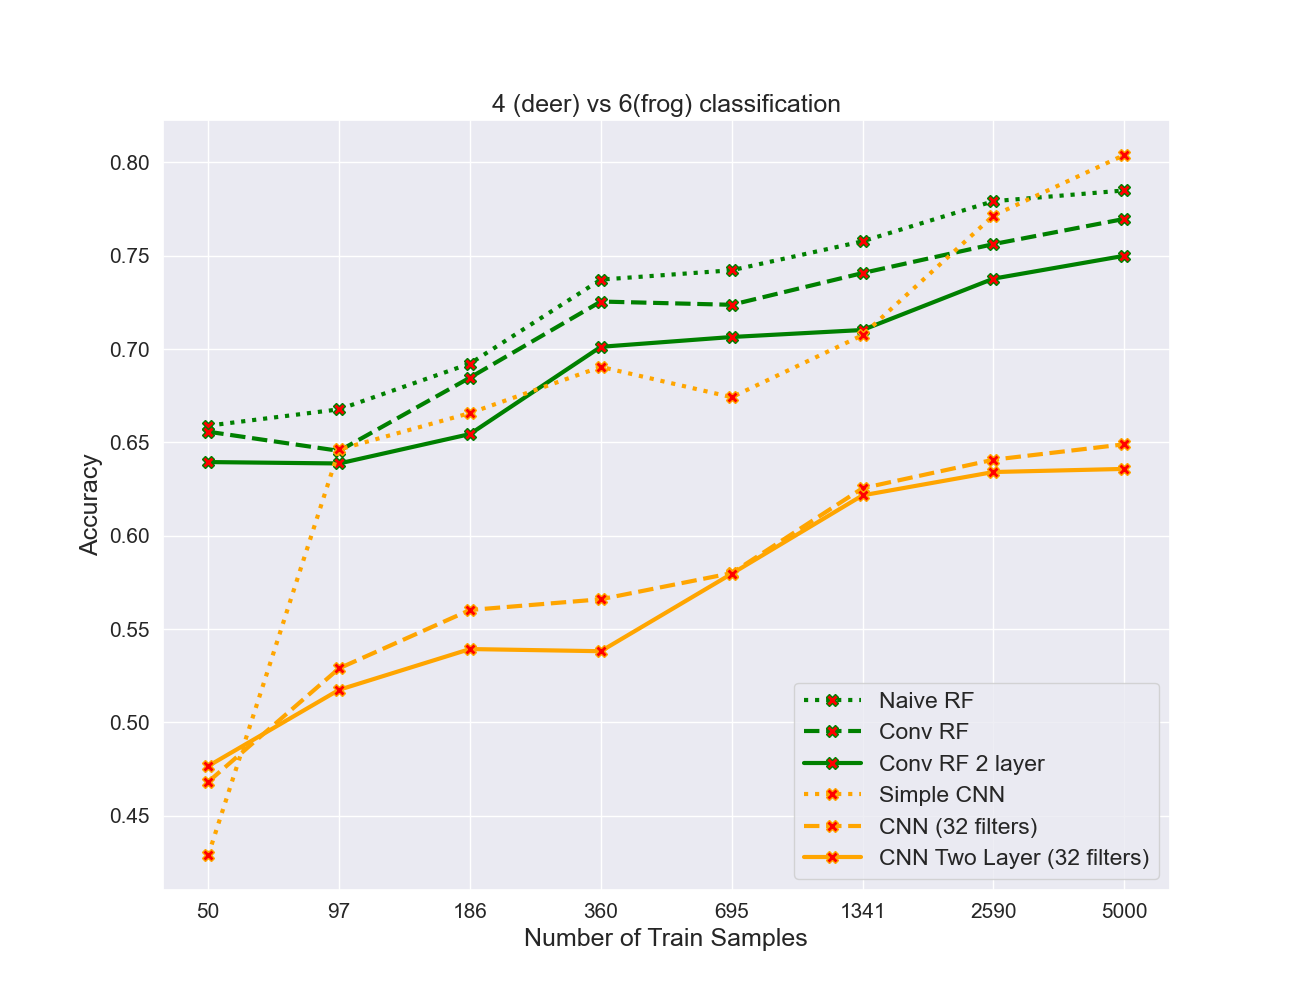 4 (deer) vs 6(frog) classification
0.80
0.75
0.70
0.65
0.60
0.55
0.50
0.45
Accuracy
Naive RF
Conv RF
Conv RF 2 layer
Simple CNN
CNN (32 filters)
CNN Two Layer (32 filters)
50 97 186 360 695 1341 2590 5000
Number of Train Samples